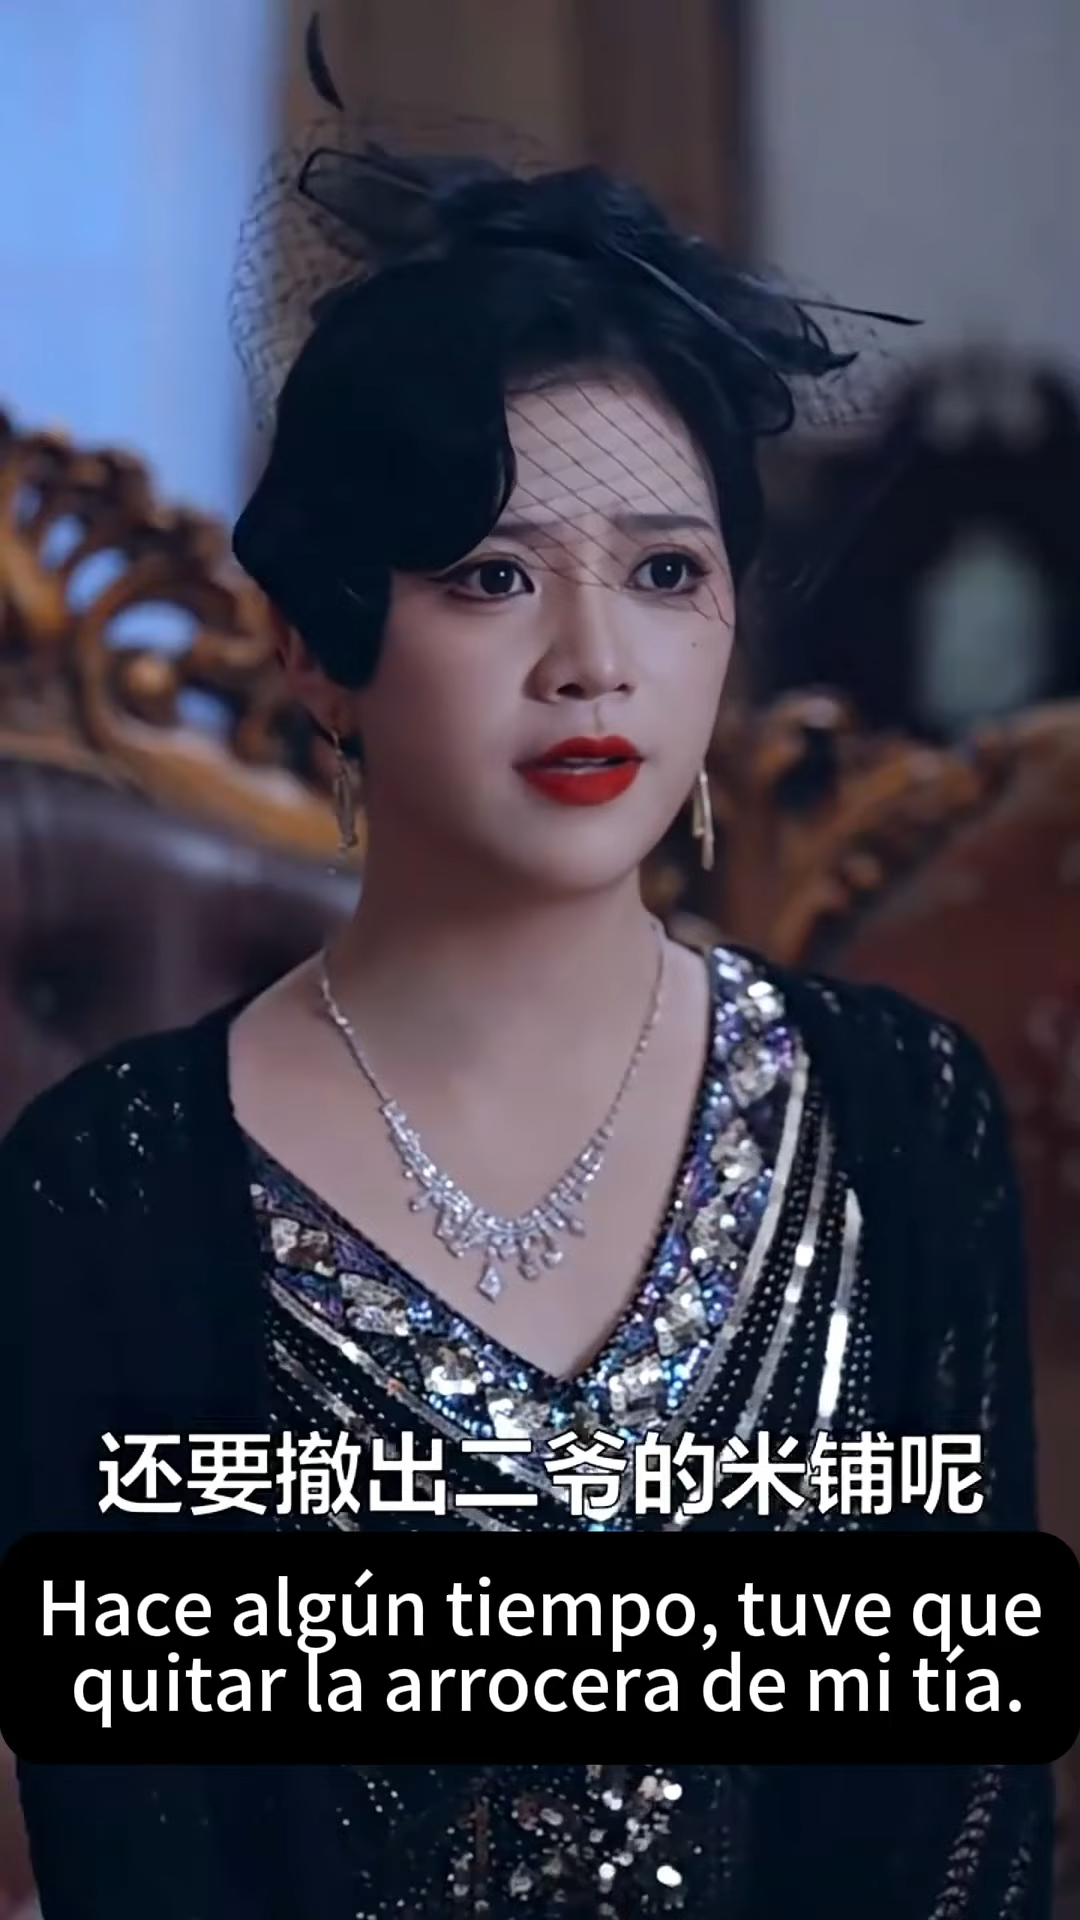 还要撤出二爷的米铺呢
Hace algún tiempo, tuve que
quitar la arrocera de mi tía.